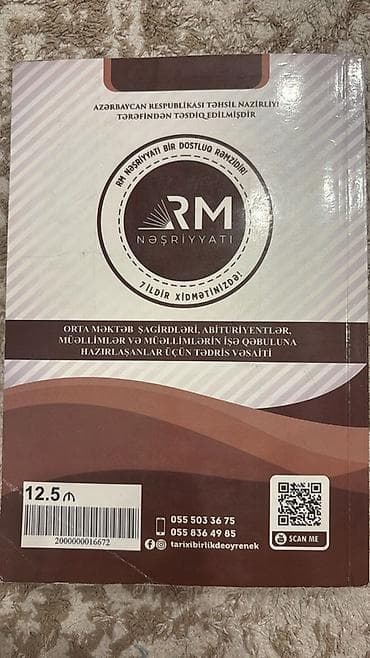 AZƏRBAYCAN RESPUBLİKASI TƏHSİL NAZİRLİYİ
TƏRƏFİNDƏN TƏSDİQ EDİLMİŞDİR
RM NƏŞRİYYATI BİR DOSTLUQ RƏMZİDİR!
RM
NƏŞRİYYATI
7 İLDİR XİDMƏTİNİZDƏ!
ORTA MƏKTƏB ŞAGİRDLƏRİ, ABİTURİYENTLƏR,
MÜƏLLİMLƏR VƏ MÜƏLLİMLƏRİN İŞƏ QƏBULUNA
HAZIRLAŞANLAR ÜÇÜN TƏDRİS VƏSAİTİ
12.5 ₼
2000000016672
055 503 36 75
055 836 49 85
tarixibirlikdeoyrenek
SCAN ME